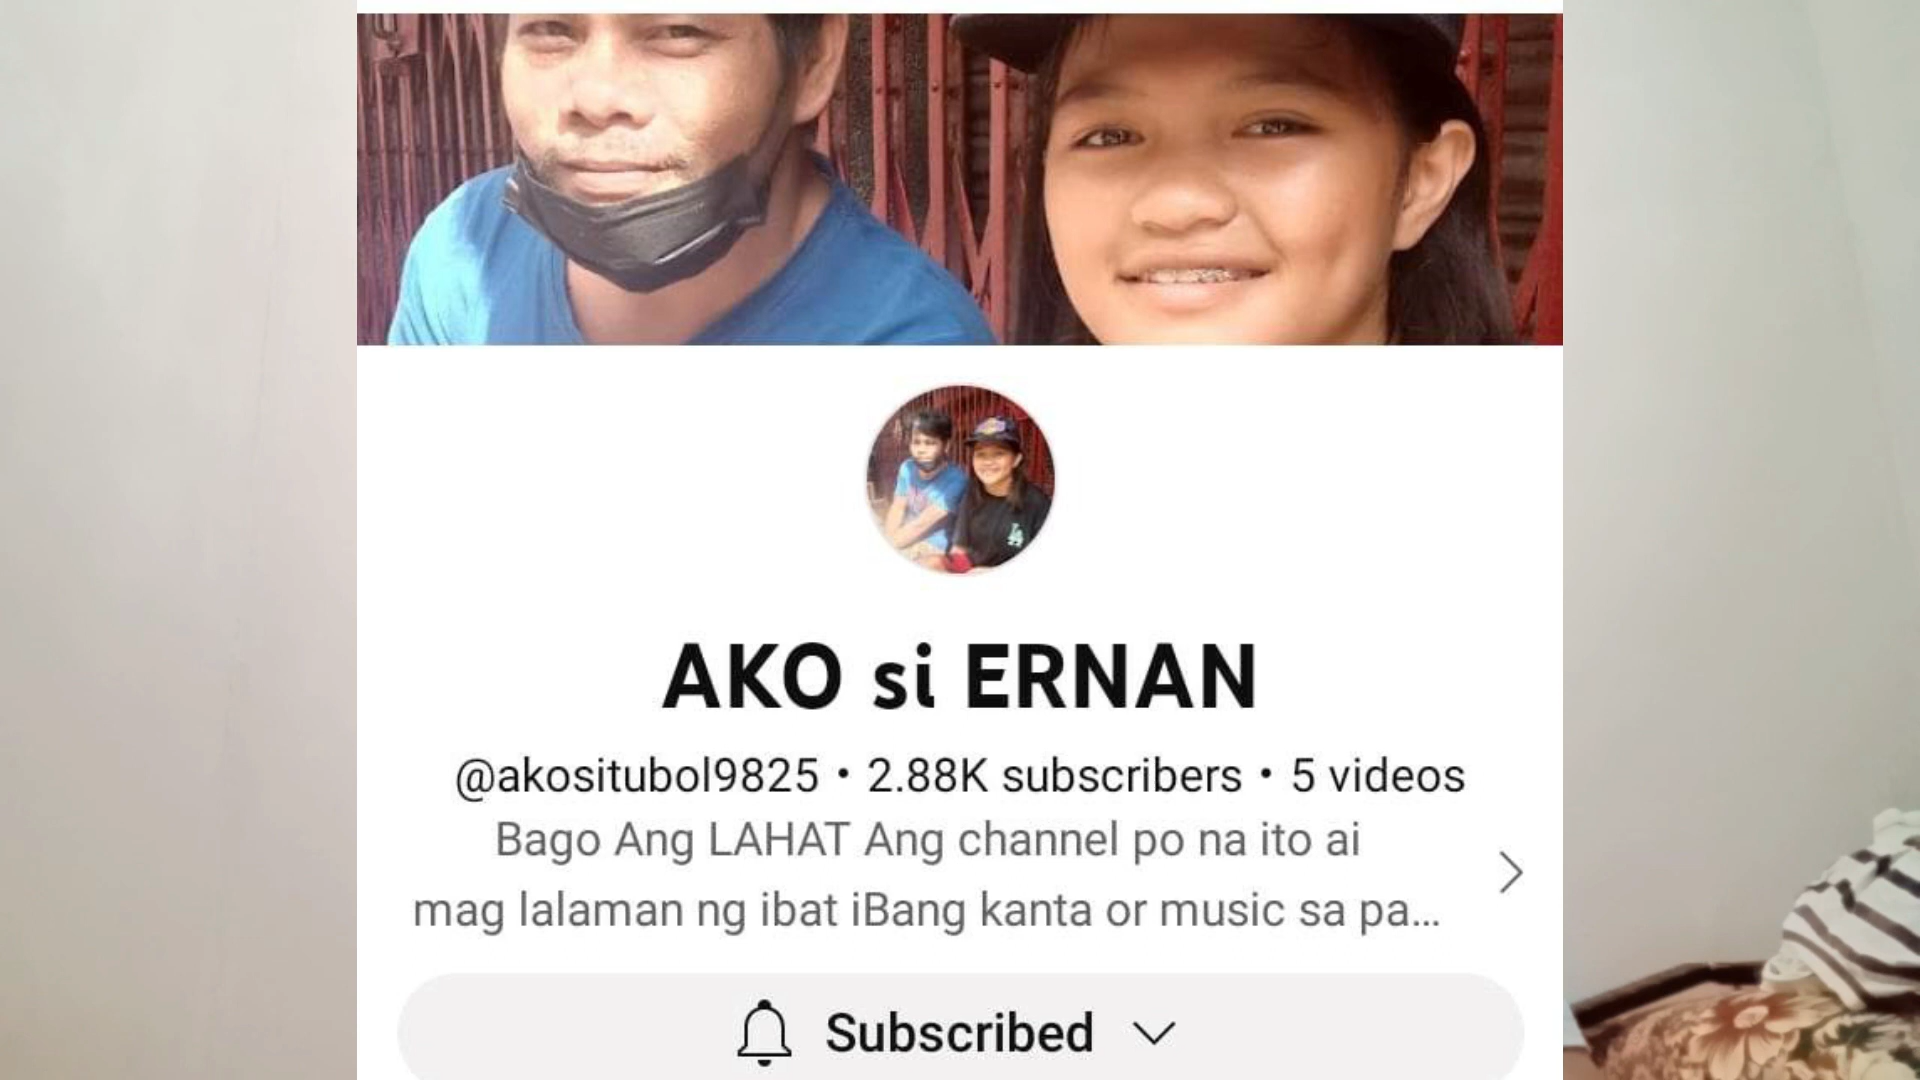 AKO si ERNAN
@akositubol9825 • 2.88K subscribers • 5 videos
Bago Ang LAHAT Ang channel po na ito ai
mag lalaman ng ibat iBang kanta or music sa pa...
Subscribed